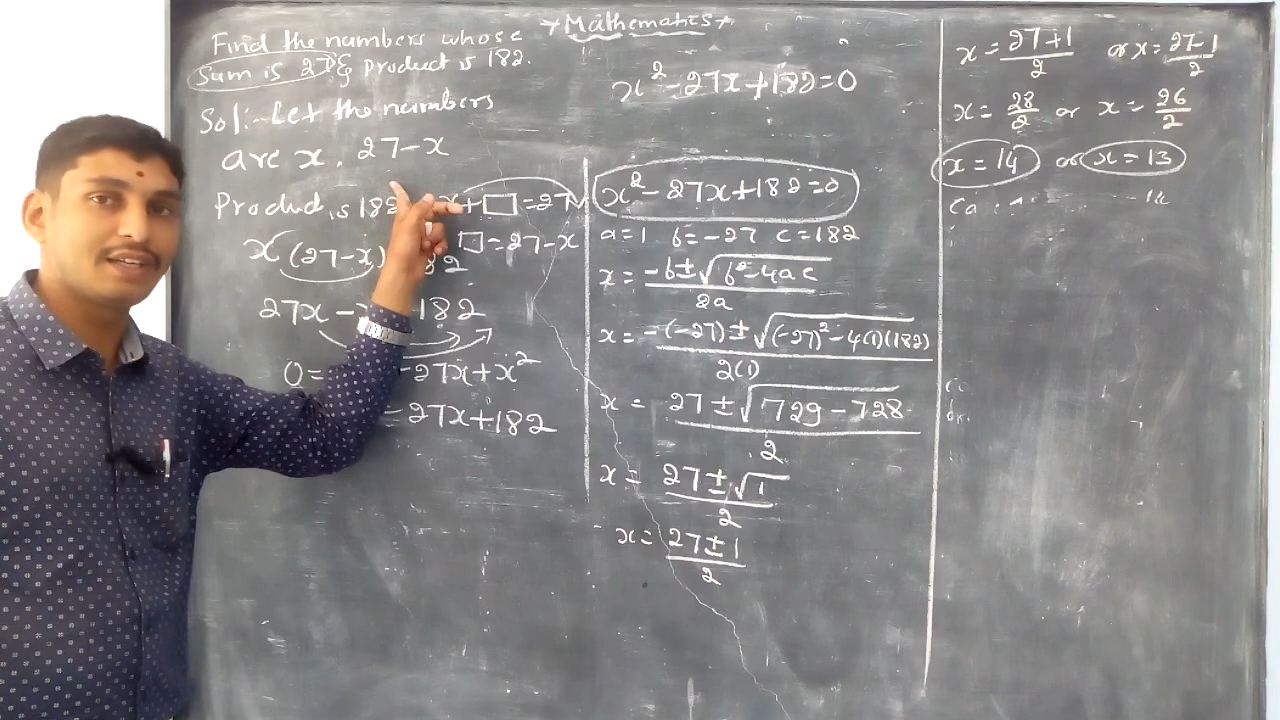 Mathematics
Find the numbers whose
Sum is 27 & Product is 182.
Sol:- Let the numbers
are x, 27-x
Product is 182 x+□=27
x(27-x) 182 □=27-x
27x- 182
0= -27x+x²
=27x+182
x²-27x+182=0
x²-27x+182=0
a=1 b=-27 c=182
x= -b±√b²-4ac / 2a
x= -(-27)±√(-27)²-4(1)(182) / 2(1)
x= 27±√729-728 / 2
x= 27±√1 / 2
x= 27±1 / 2
x= 27+1 / 2 or x= 27-1 / 2
x= 28/2 or x= 26/2
x=14 or x=13